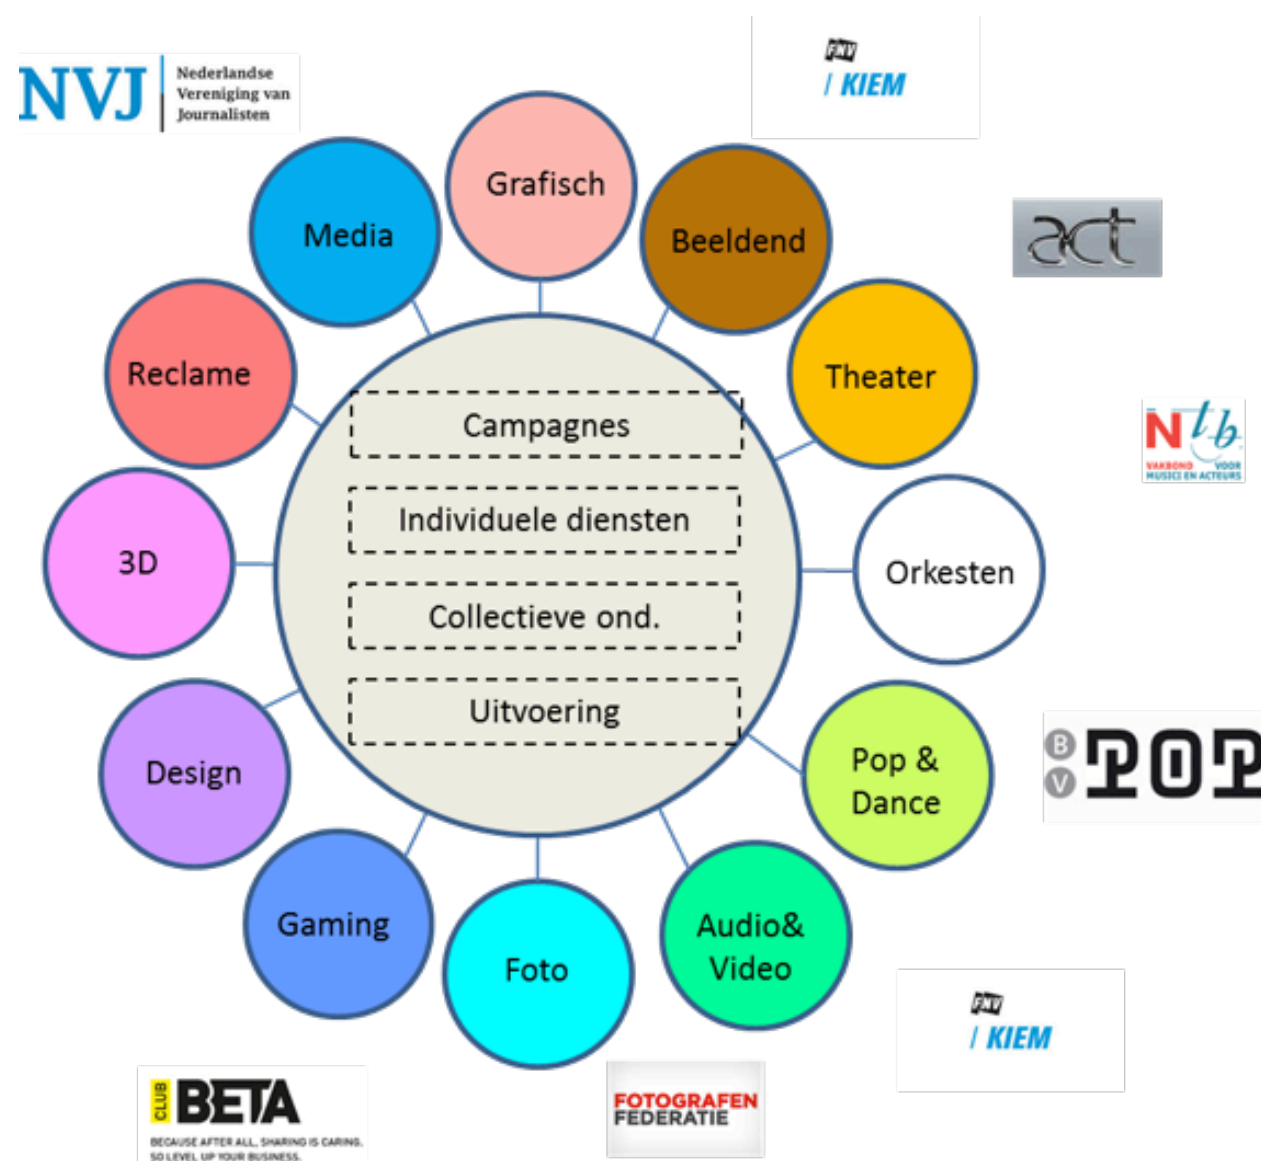 NVJ
Nederlandse
Vereniging van
Journalisten
FNV
/ KIEM
Grafisch
Media
Beeldend
act
Reclame
Theater
Campagnes
Ntb
VAKBOND VOOR
MUSICI EN ACTEURS
Individuele diensten
3D
Orkesten
Collectieve ond.
Uitvoering
Design
Pop &
Dance
BV POP
Gaming
Foto
Audio&
Video
FNV
/ KIEM
CLUB BETA
BECAUSE AFTER ALL, SHARING IS CARING.
SO LEVEL UP YOUR BUSINESS.
FOTOGRAFEN
FEDERATIE